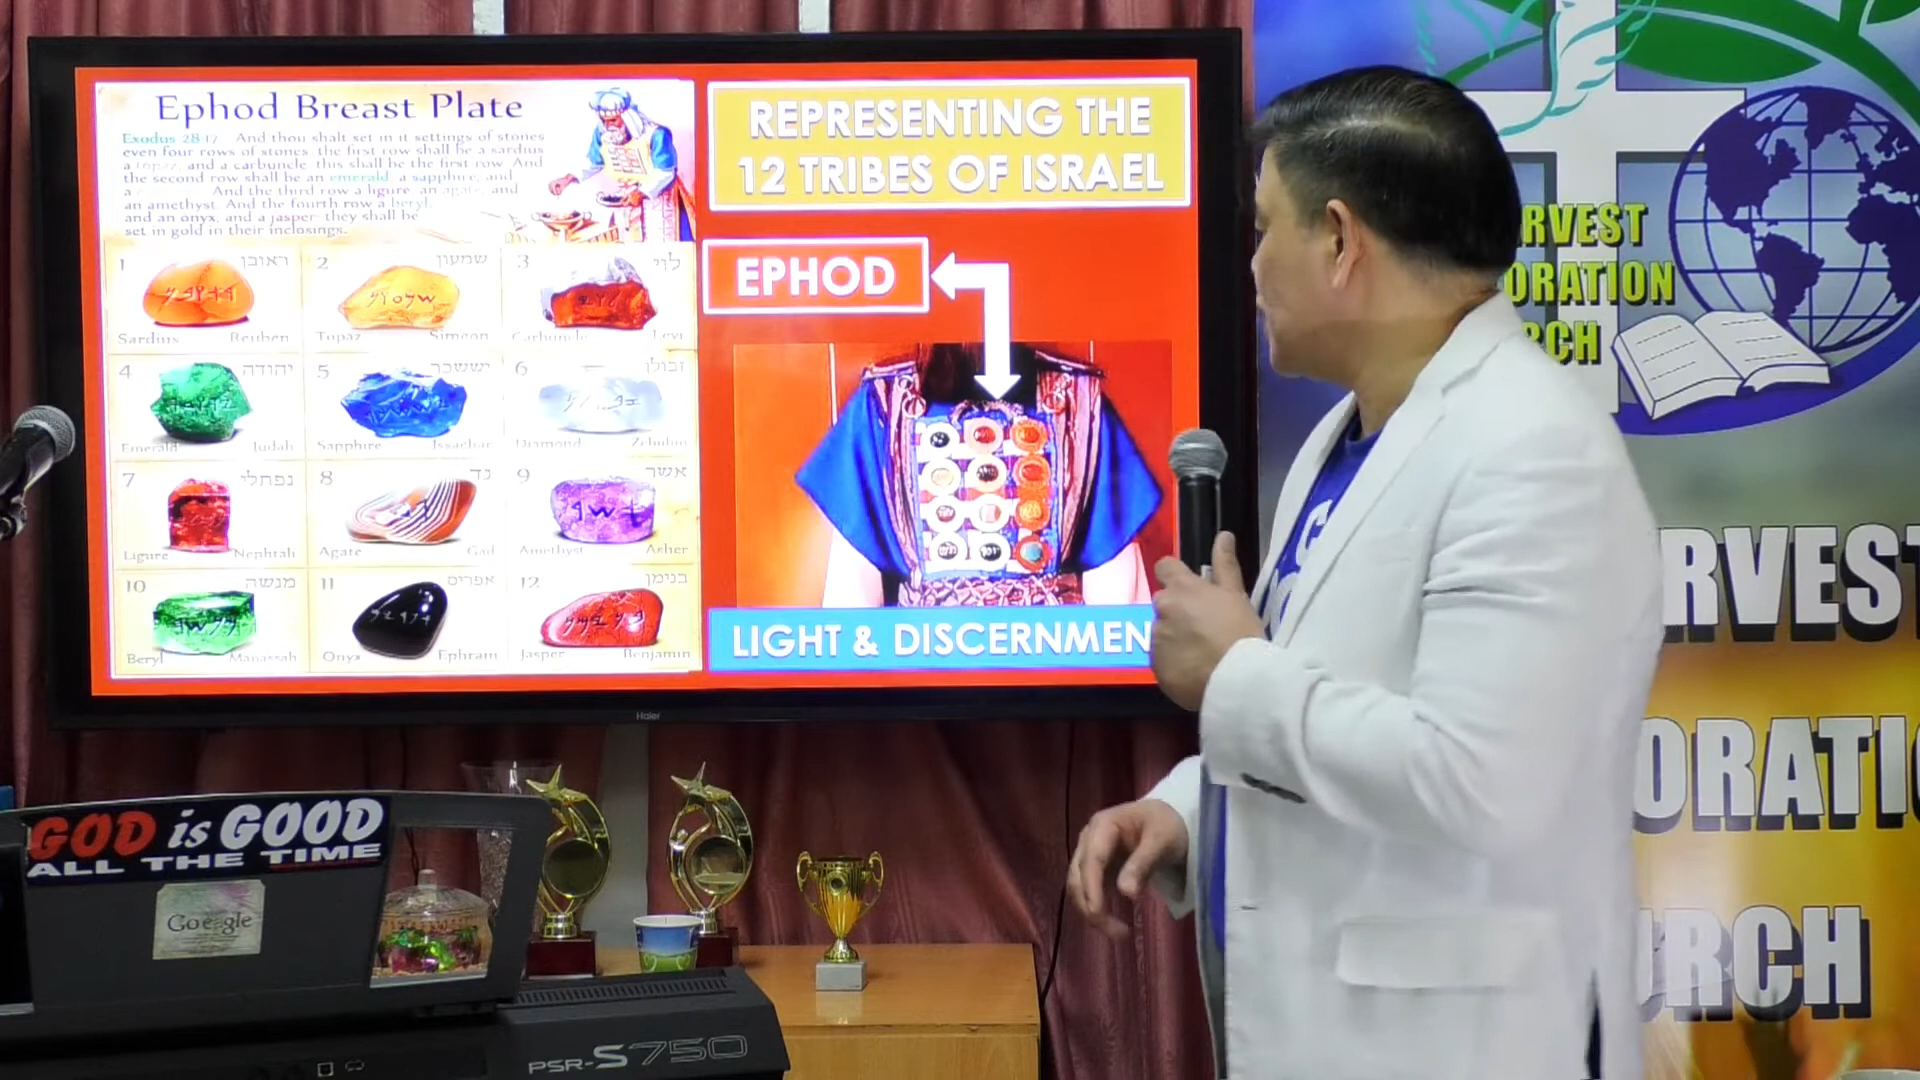 Ephod Breast Plate
Exodus 28-17 And thou shalt set in it settings of stones
even four rows of stones the first row shall be a sardius
a topaz, and a carbuncle this shall be the first row And
the second row shall be an emerald, a sapphire, and
a And the third row a ligure an agate, and
an amethyst And the fourth row a beryl,
and an onyx, and a jasper they shall be
set in gold in their inclosings.
1 ראובן
Sardius Reuben
2 שמעון
Topaz Simeon
3 לוי
Carbuncle Levi
4 יהודה
Emerald Judah
5 יששכר
Sapphire Issachar
6 זבולן
Diamond Zebulun
7 נפתלי
Ligure Nephtali
8 גד
Agate Gad
9 אשר
Amethyst Asher
10 מנשה
Beryl Manassah
11 אפריס
Onyx Ephram
12 בנימן
Jasper Benjamin
REPRESENTING THE
12 TRIBES OF ISRAEL
EPHOD
LIGHT & DISCERNMEN
Haier
RVEST
ORATION
RCH
RVEST
ORATI
URCH
GOD is GOOD
ALL THE TIME
Google
PSR-S750